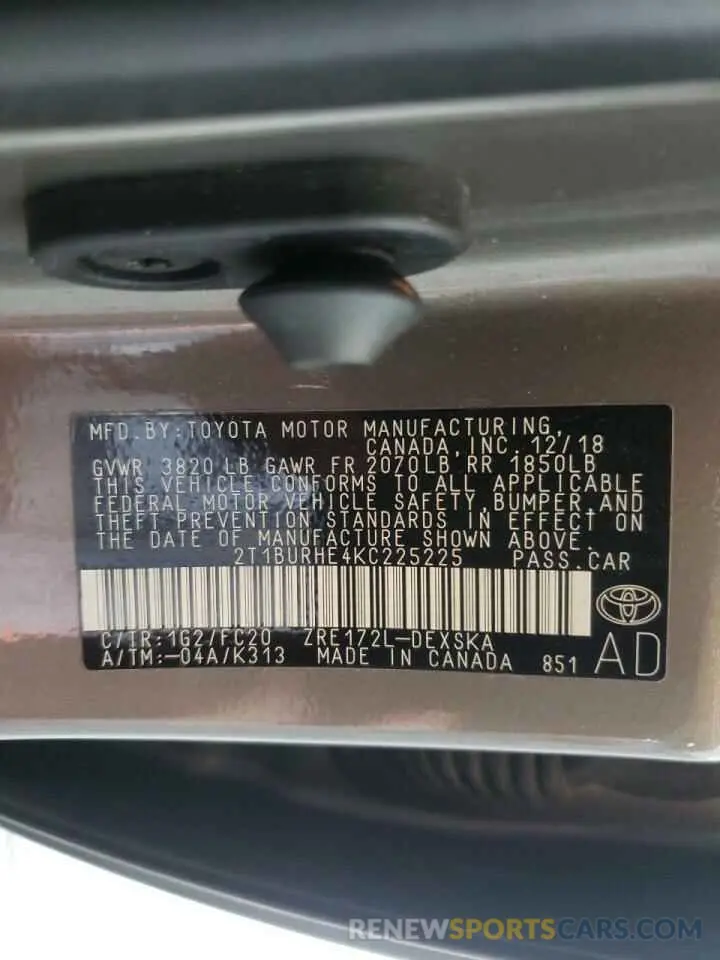 MFD.BY:TOYOTA MOTOR MANUFACTURING,
CANADA,INC. 12/18
GVWR 3820 LB GAWR FR 2070LB RR 1850LB
THIS VEHICLE CONFORMS TO ALL APPLICABLE
FEDERAL MOTOR VEHICLE SAFETY,BUMPER,AND
THEFT PREVENTION STANDARDS IN EFFECT ON
THE DATE OF MANUFACTURE SHOWN ABOVE.
2T1BURHE4KC225225 PASS.CAR
C/TR:1G2/FC20 ZRE172L-DEXSKA
A/TM:-04A/K313 MADE IN CANADA 851 AD
RENEWSPORTSCARS.COM